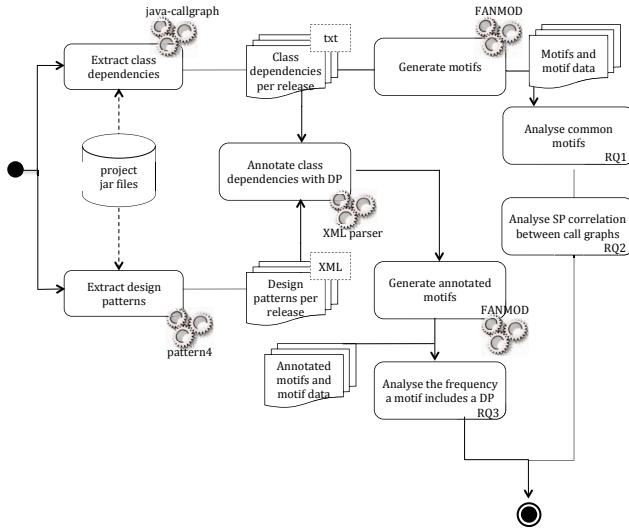 java-callgraph
FANMOD
txt
Extract class
dependencies
Class
dependencies
per release
Generate motifs
Motifs and
motif data
Analyse common
motifs
RQ1
project
jar files
Annotate class
dependencies with DP
XML parser
Analyse SP correlation
between call graphs
RQ2
XML
Extract design
patterns
Design
patterns per
release
Generate annotated
motifs
FANMOD
pattern4
Annotated
motifs and
motif data
Analyse the frequency
a motif includes a DP
RQ3